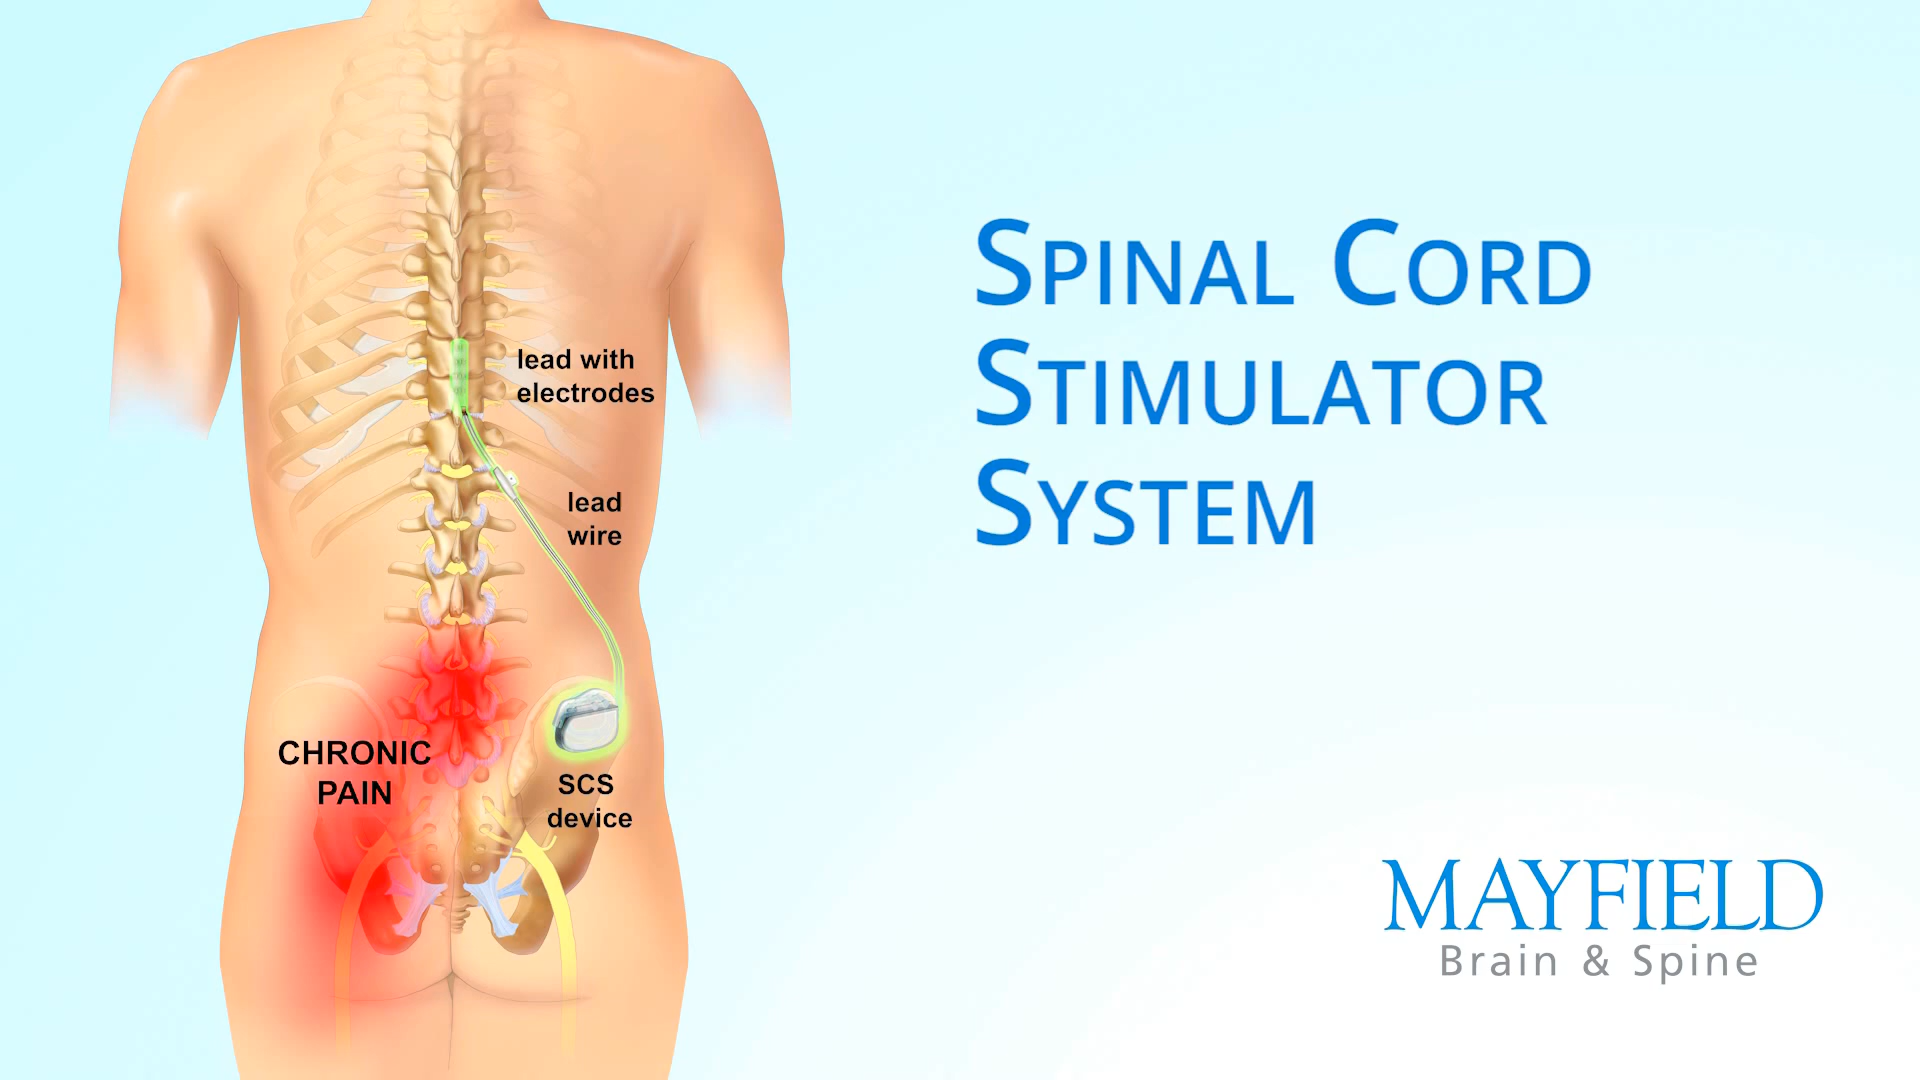 lead with
electrodes
lead
wire
CHRONIC
PAIN
SCS
device
SPINAL CORD
STIMULATOR
SYSTEM
MAYFIELD
Brain & Spine